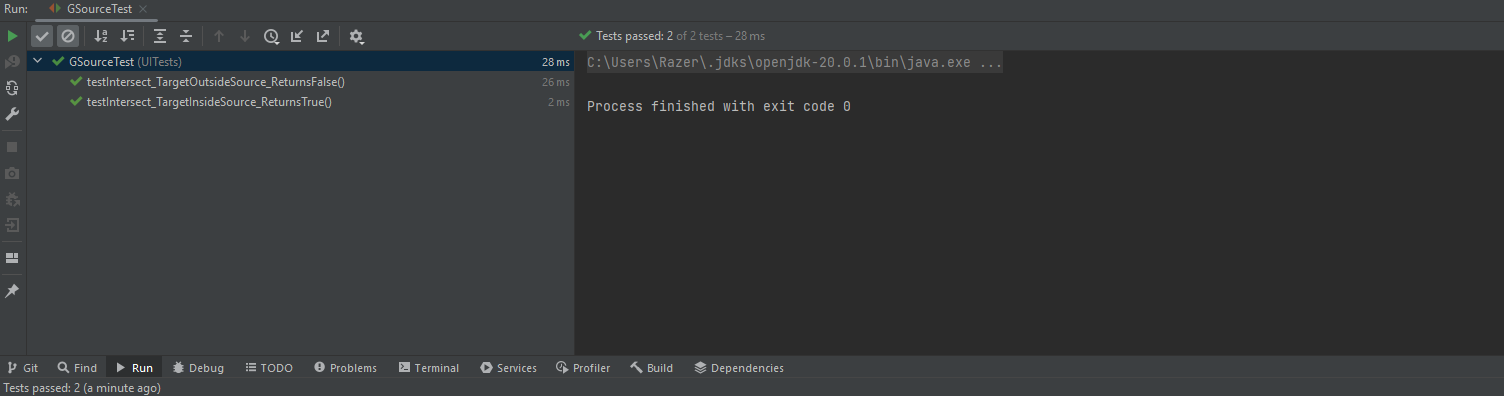 Run: GSourceTest
Tests passed: 2 of 2 tests – 28 ms
GSourceTest (UITests) 28 ms
testIntersect_TargetOutsideSource_ReturnsFalse() 26 ms
testIntersect_TargetInsideSource_ReturnsTrue() 2 ms
C:\Users\Razer\.jdks\openjdk-20.0.1\bin\java.exe ...
Process finished with exit code 0
Git Find Run Debug TODO Problems Terminal Services Profiler Build Dependencies
Tests passed: 2 (a minute ago)